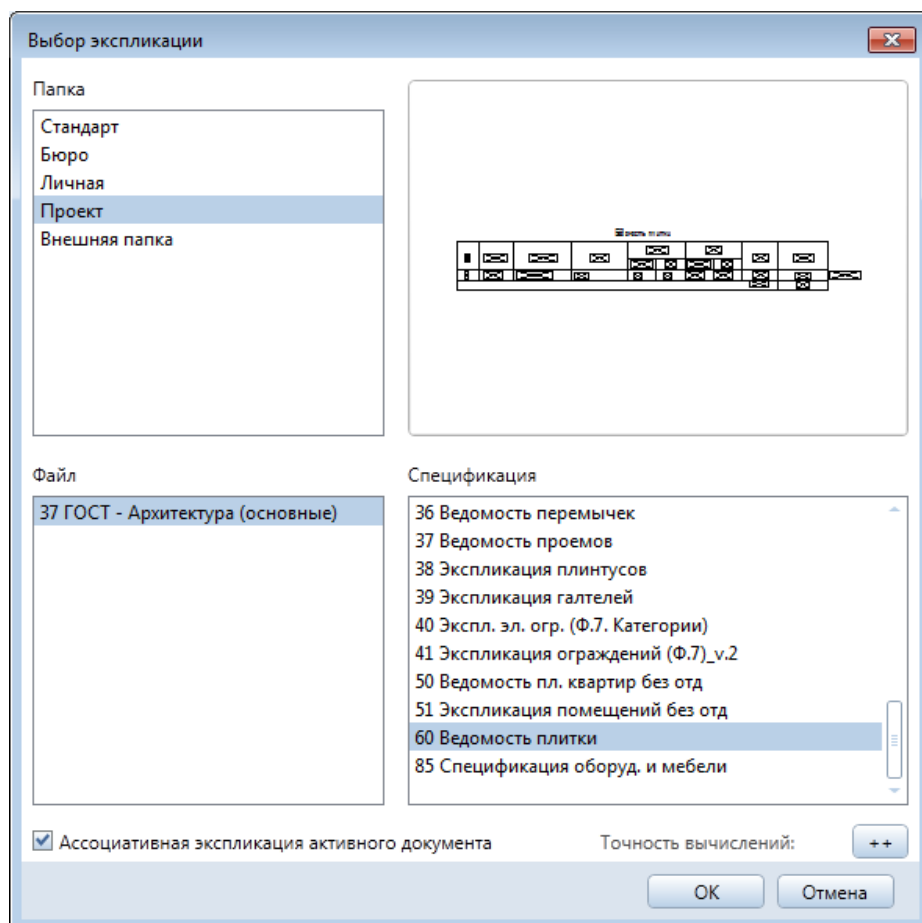 Выбор экспликации
Папка
Стандарт
Бюро
Личная
Проект
Внешняя папка
Файл
37 ГОСТ - Архитектура (основные)
Спецификация
36 Ведомость перемычек
37 Ведомость проемов
38 Экспликация плинтусов
39 Экспликация галтелей
40 Экспл. эл. огр. (Ф.7. Категории)
41 Экспликация ограждений (Ф.7)_v.2
50 Ведомость пл. квартир без отд
51 Экспликация помещений без отд
60 Ведомость плитки
85 Спецификация оборуд. и мебели
Ассоциативная экспликация активного документа
Точность вычислений:
++
ОК
Отмена